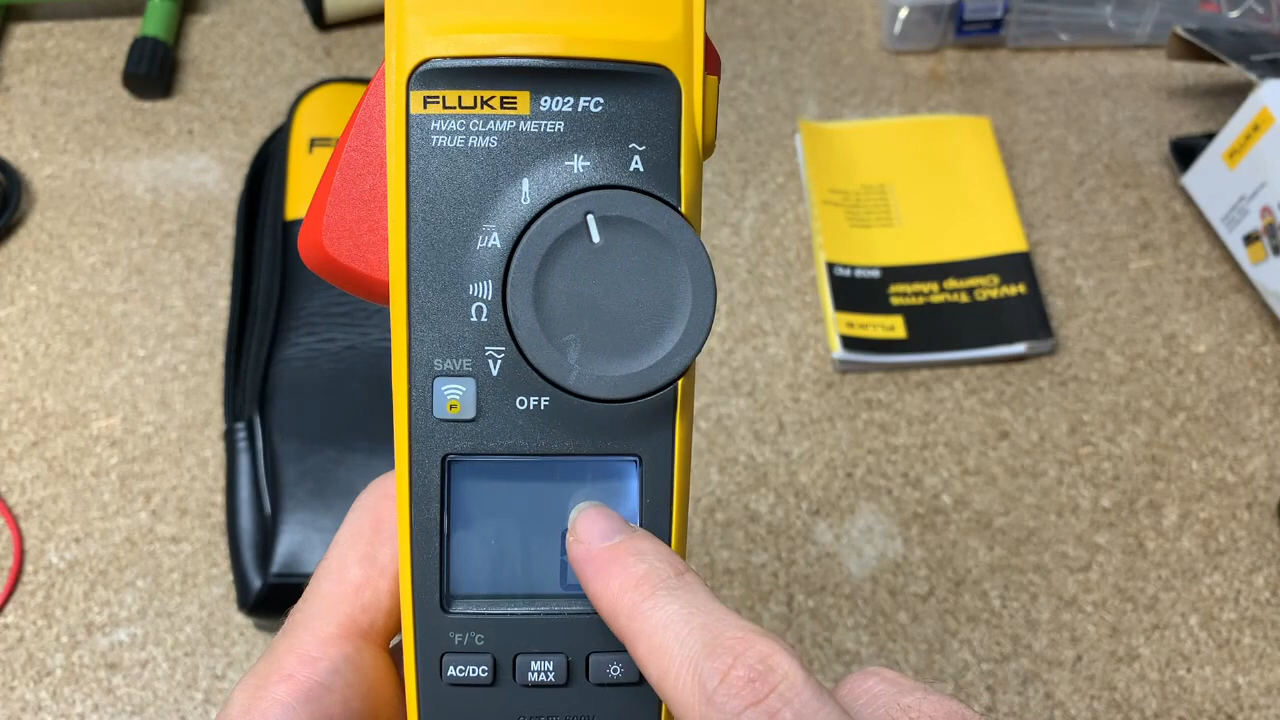 FLUKE 902 FC
HVAC CLAMP METER
TRUE RMS
A
μA
Ω
SAVE
V
F
OFF
°F/°C
AC/DC
MIN
MAX
902 FC
HVAC True-rms
Clamp Meter
FLUKE
FLUKE